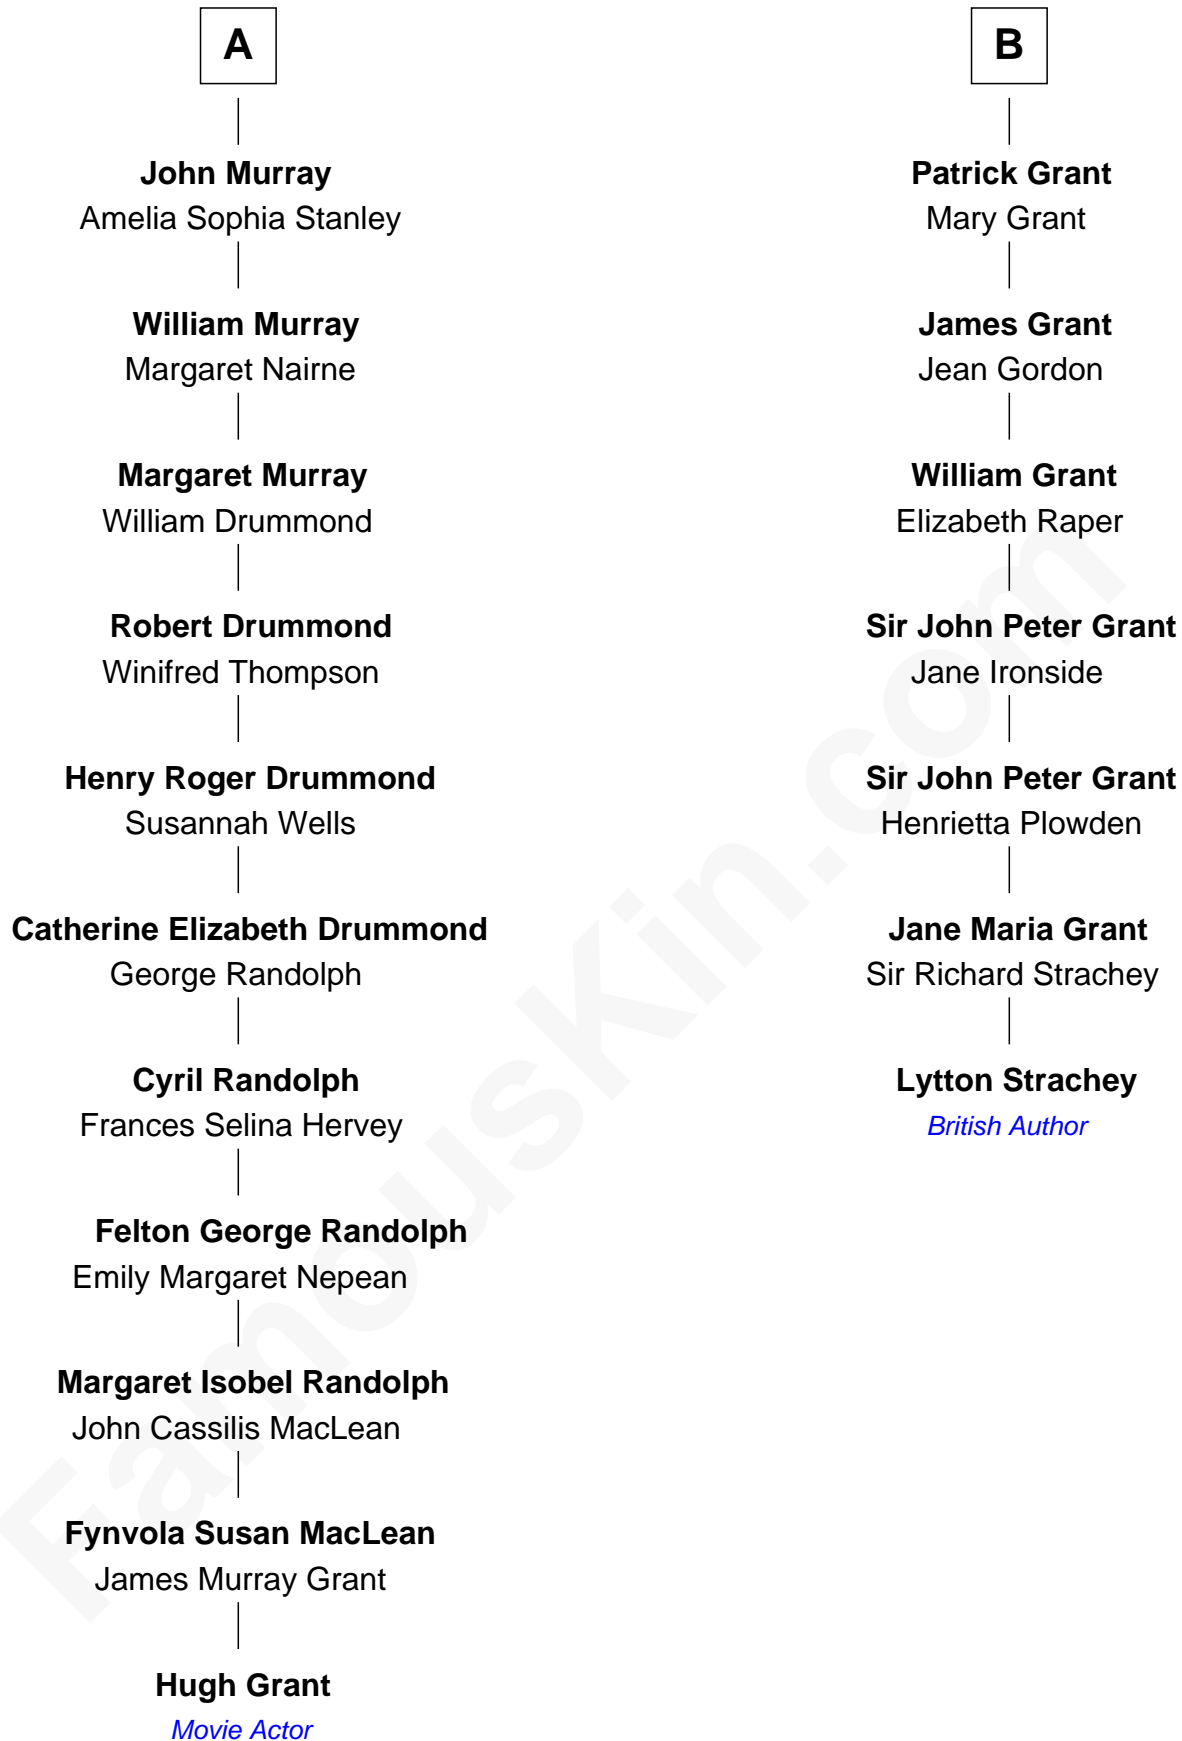 A
John Murray
Amelia Sophia Stanley
William Murray
Margaret Nairne
Margaret Murray
William Drummond
Robert Drummond
Winifred Thompson
Henry Roger Drummond
Susannah Wells
Catherine Elizabeth Drummond
George Randolph
Cyril Randolph
Frances Selina Hervey
Felton George Randolph
Emily Margaret Nepean
Margaret Isobel Randolph
John Cassilis MacLean
Fynvola Susan MacLean
James Murray Grant
Hugh Grant
Movie Actor
B
Patrick Grant
Mary Grant
James Grant
Jean Gordon
William Grant
Elizabeth Raper
Sir John Peter Grant
Jane Ironside
Sir John Peter Grant
Henrietta Plowden
Jane Maria Grant
Sir Richard Strachey
Lytton Strachey
British Author
FamousKin.com